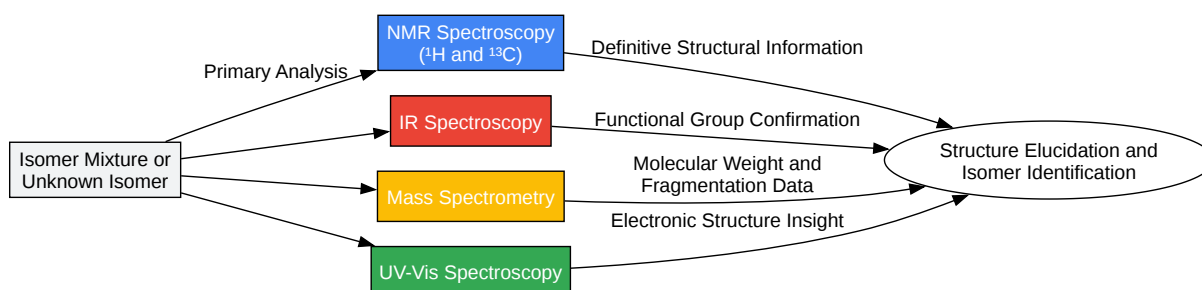 NMR Spectroscopy
(¹H and ¹³C)
Definitive Structural Information
Primary Analysis
IR Spectroscopy
Functional Group Confirmation
Isomer Mixture or
Unknown Isomer
Structure Elucidation and
Isomer Identification
Molecular Weight and
Fragmentation Data
Mass Spectrometry
Electronic Structure Insight
UV-Vis Spectroscopy